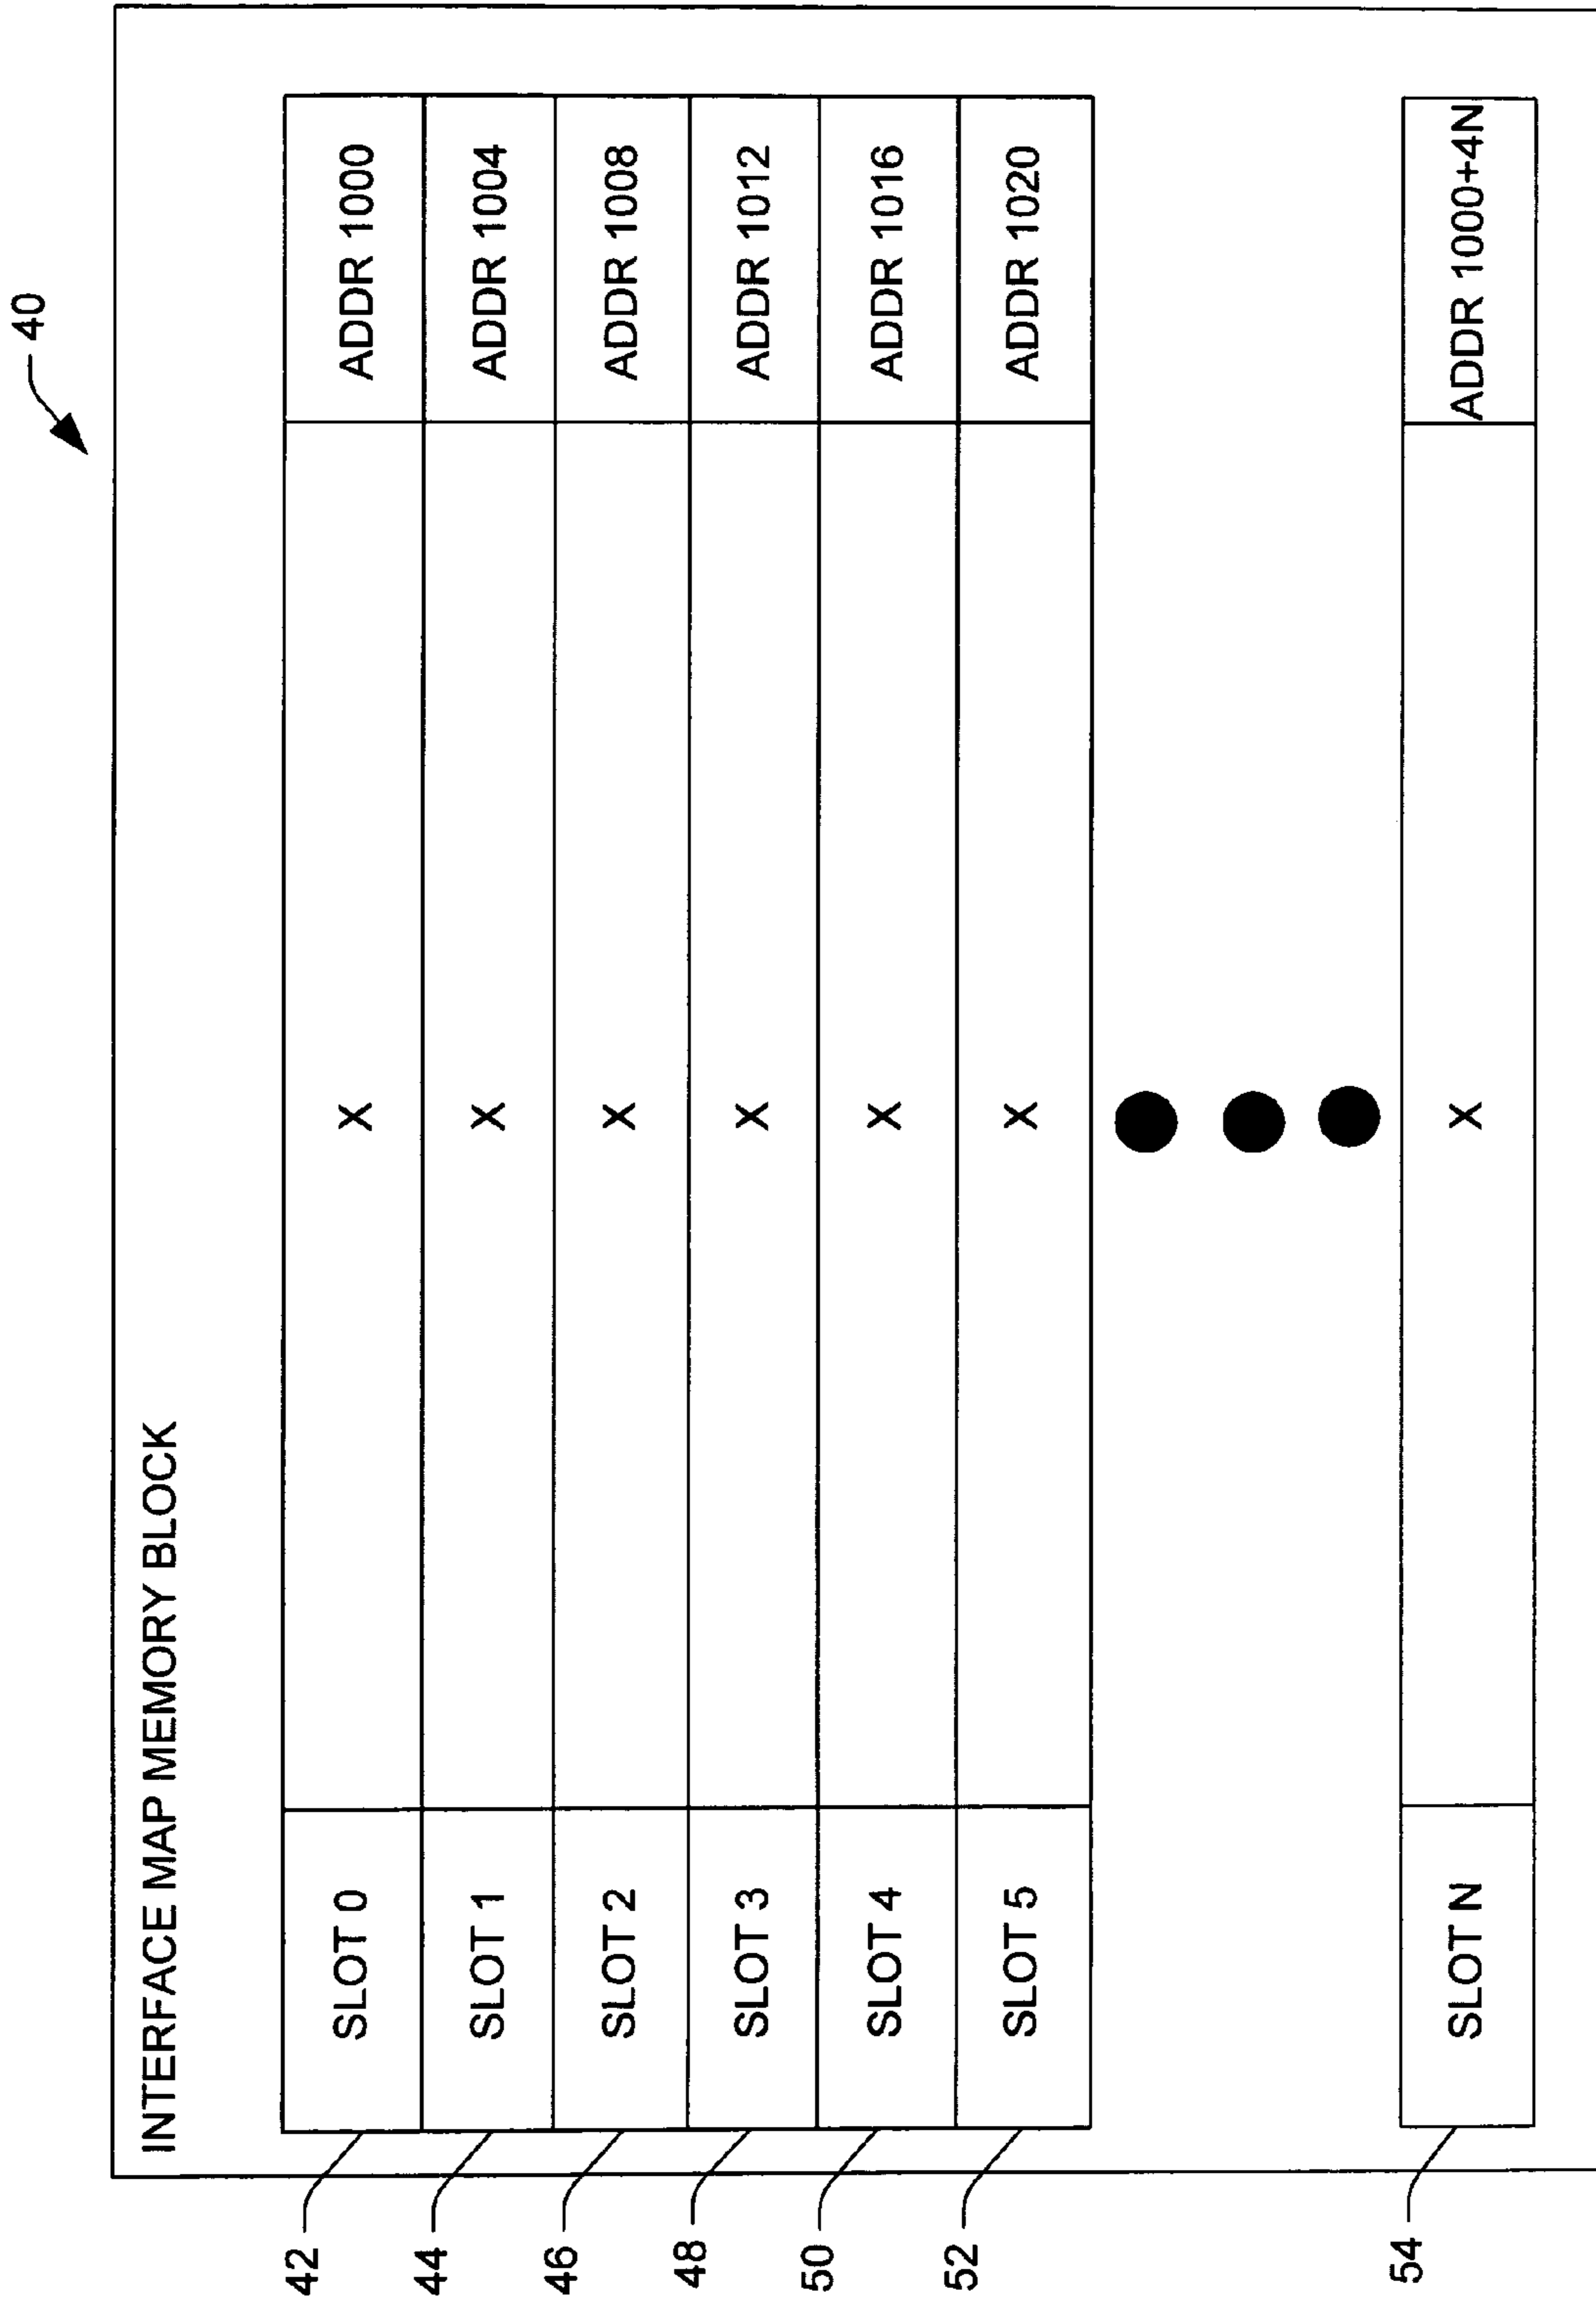 40
INTERFACE MAP MEMORY BLOCK
42 SLOT 0 X ADDR 1000
44 SLOT 1 X ADDR 1004
46 SLOT 2 X ADDR 1008
48 SLOT 3 X ADDR 1012
50 SLOT 4 X ADDR 1016
52 SLOT 5 X ADDR 1020
54 SLOT N X ADDR 1000+4N